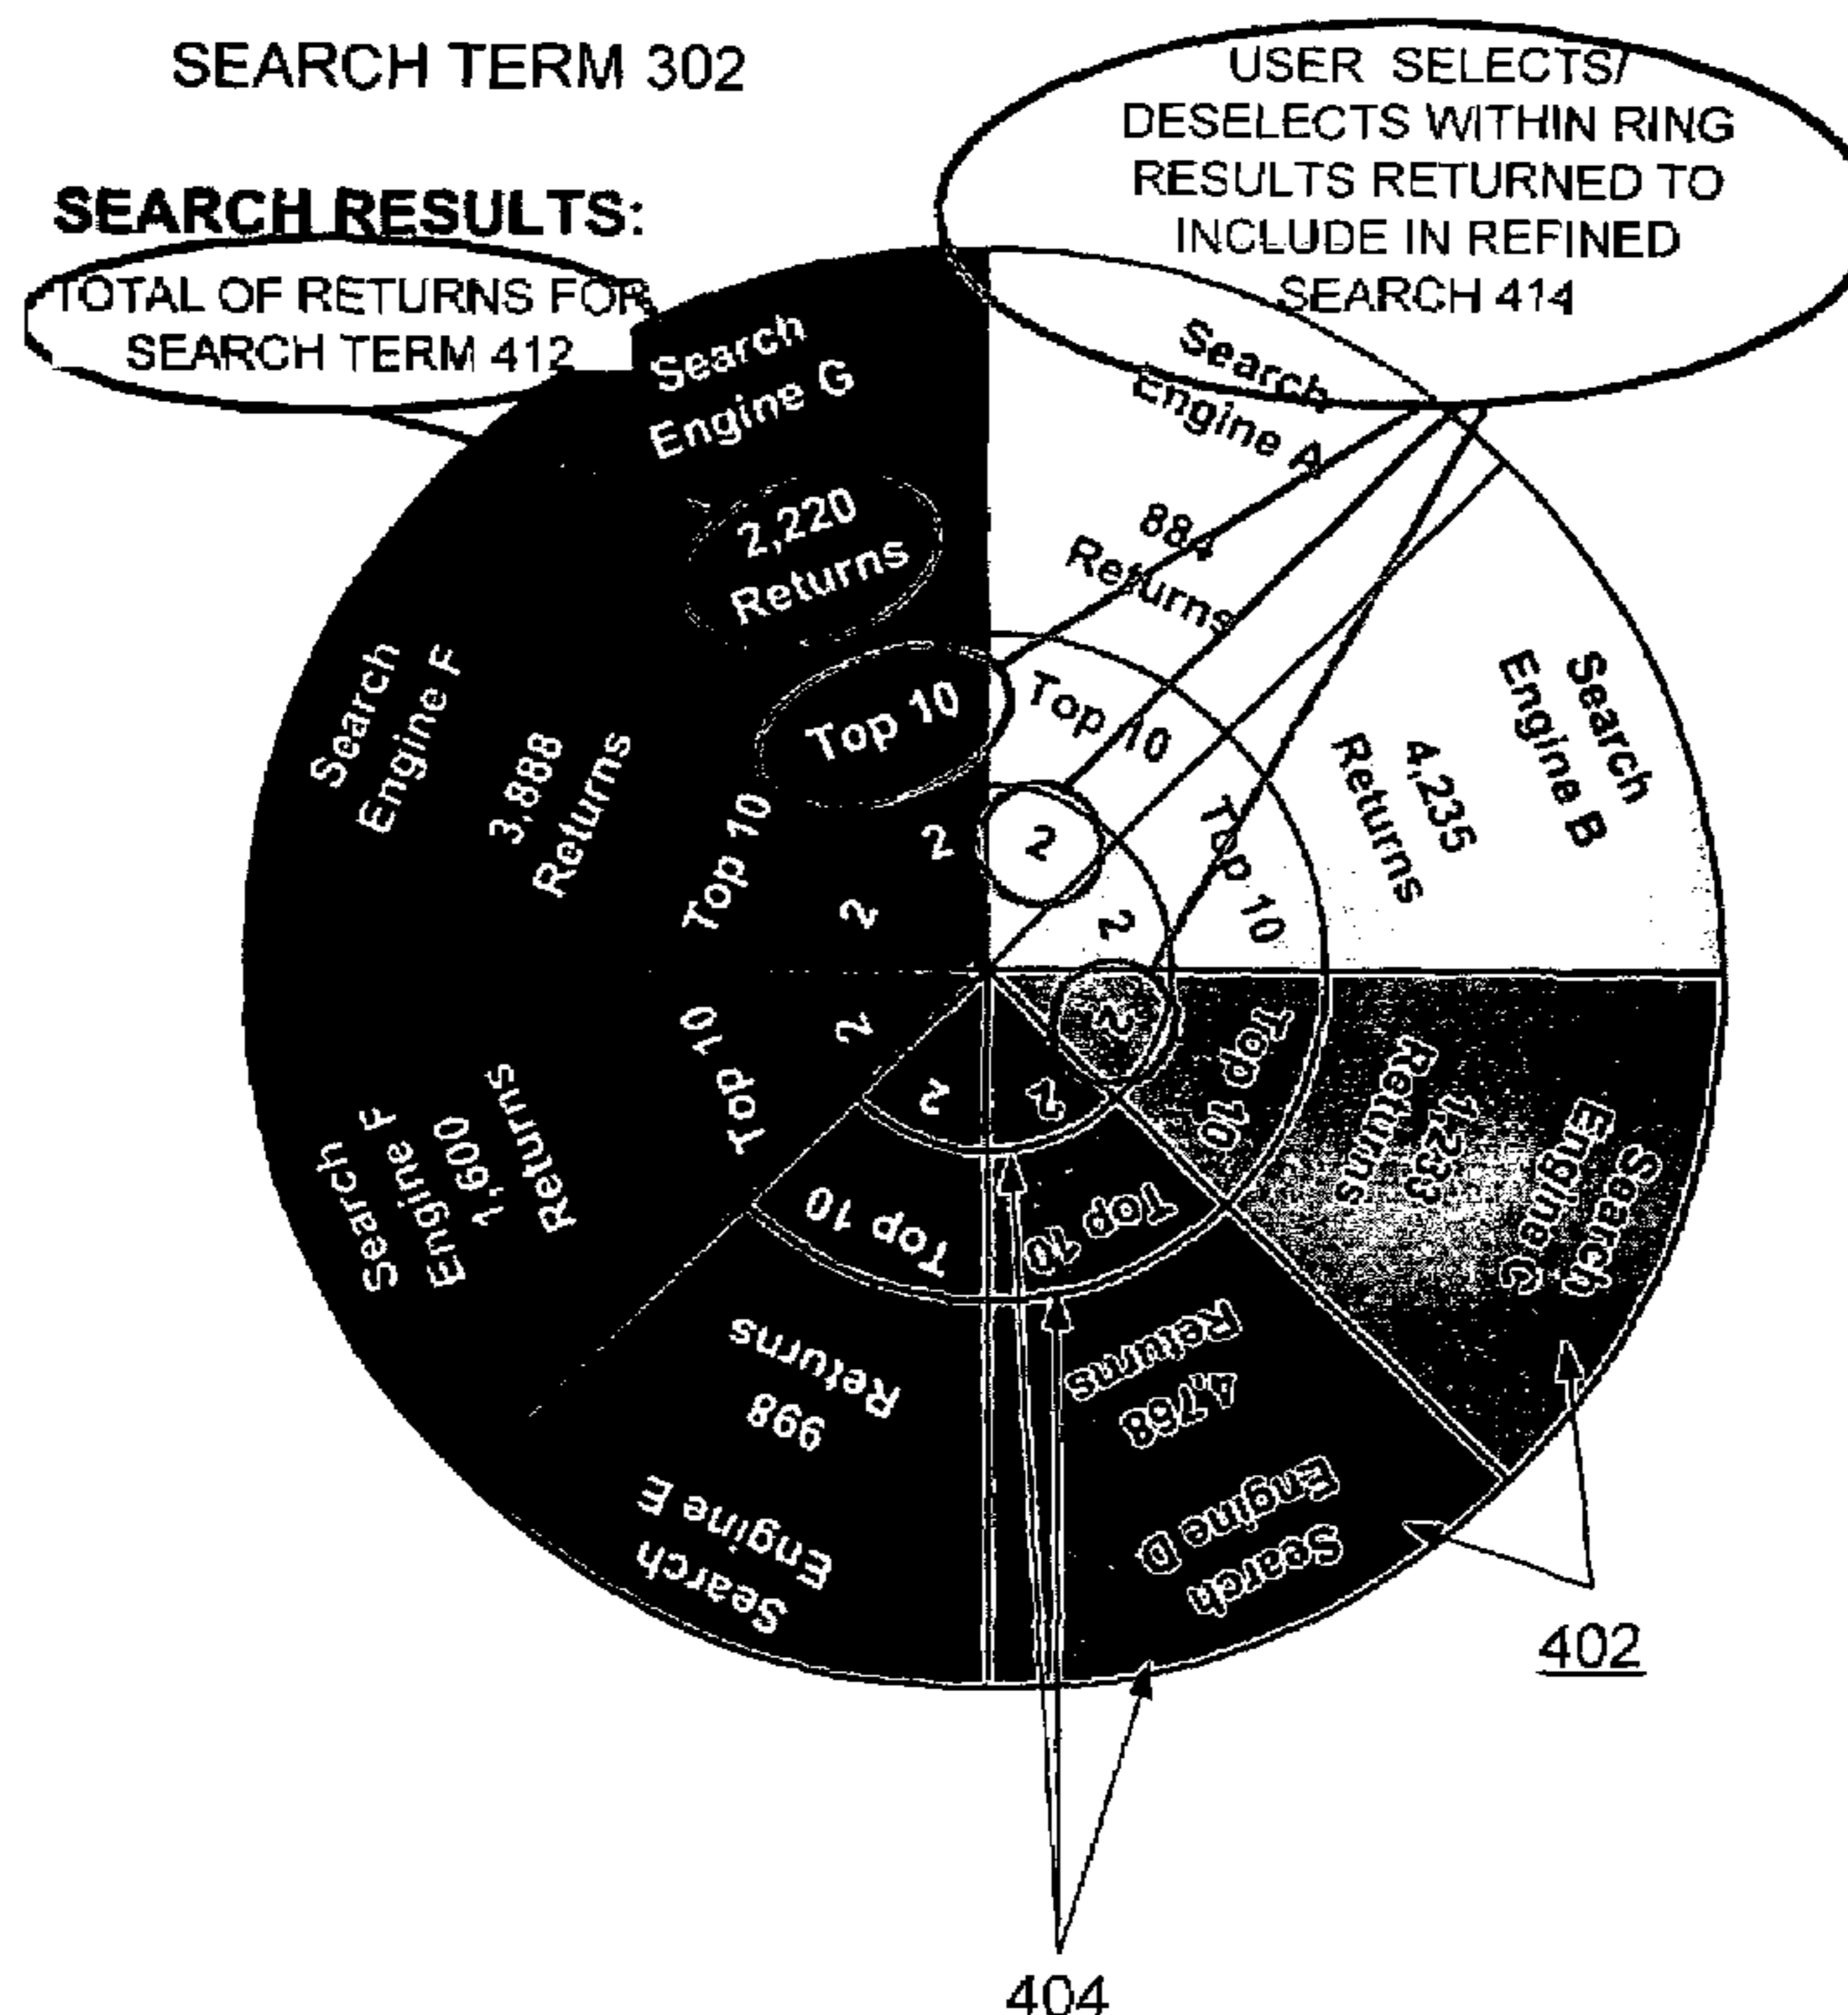 SEARCH TERM 302
USER SELECTS/
DESELECTS WITHIN RING
RESULTS RETURNED TO
INCLUDE IN REFINED
SEARCH 414
SEARCH RESULTS:
TOTAL OF RETURNS FOR
SEARCH TERM 412
Search
Engine G
2,220
Returns
Top 10
2
Search
Engine A
884
Returns
Top 10
2
Search
Engine B
4,235
Returns
Top 10
2
Search
Engine C
1,233
Returns
Top 10
2
Search
Engine D
4,768
Returns
Top 10
2
Search
Engine E
998
Returns
Top 10
2
Search
Engine F
1,600
Returns
Top 10
2
Search
Engine F
3,888
Returns
Top 10
2
402
404